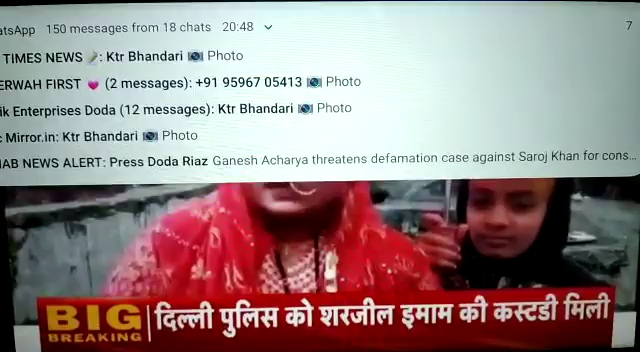 atsApp 150 messages from 18 chats 20:48
7
TIMES NEWS 📝: Ktr Bhandari 📷 Photo
ERWAH FIRST 💗 (2 messages): +91 95967 05413 📷 Photo
ik Enterprises Doda (12 messages): Ktr Bhandari 📷 Photo
c Mirror.in: Ktr Bhandari 📷 Photo
IAB NEWS ALERT: Press Doda Riaz Ganesh Acharya threatens defamation case against Saroj Khan for cons...
BIG
BREAKING
दिल्ली पुलिस को शरजील इमाम की कस्टडी मिली